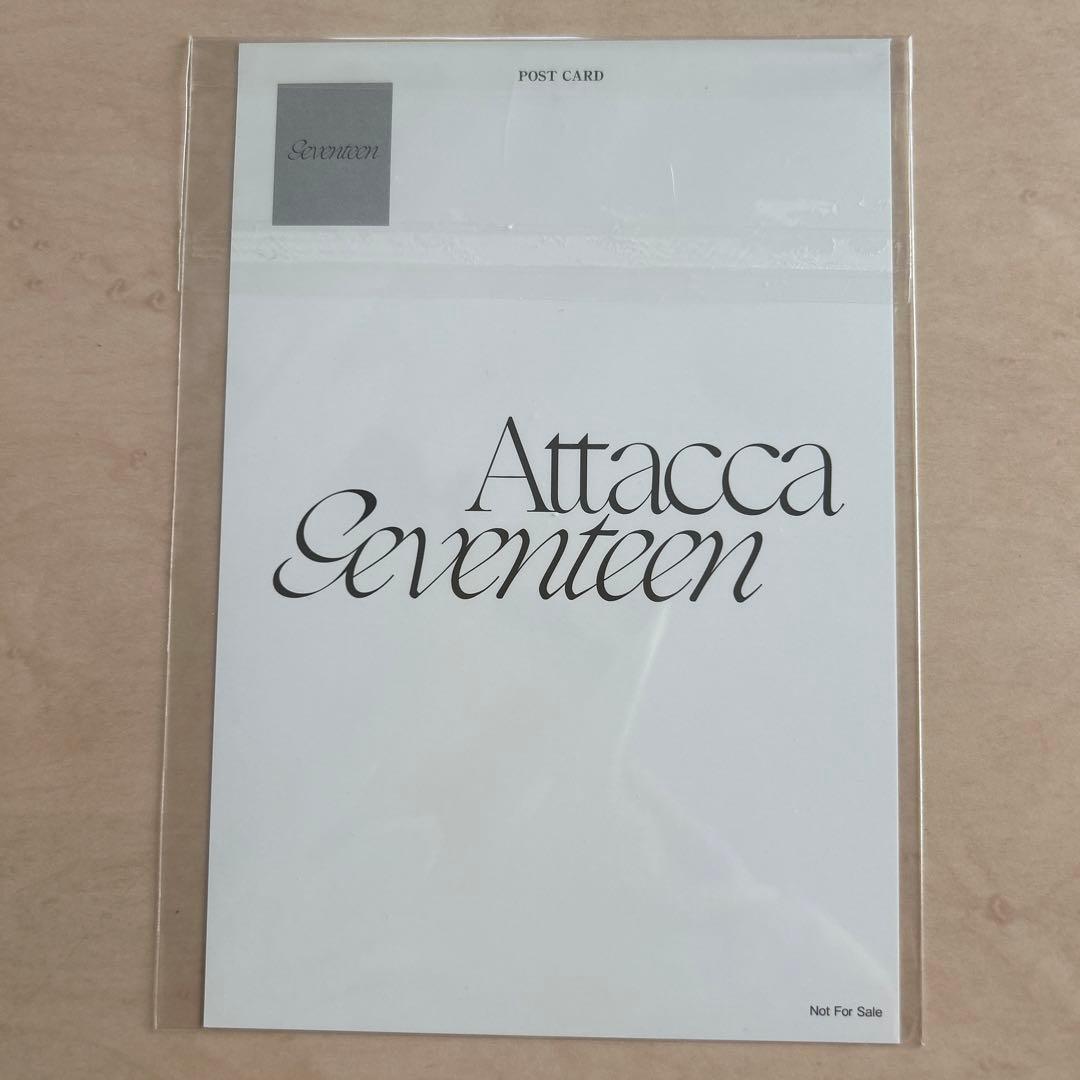 POST CARD
Seventeen
Attacca
Seventeen
Not For Sale